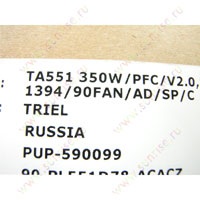 : TA551 350W/PFC/V2.0,
1394/90FAN/AD/SP/C
: TRIEL
RUSSIA
PUP-590099